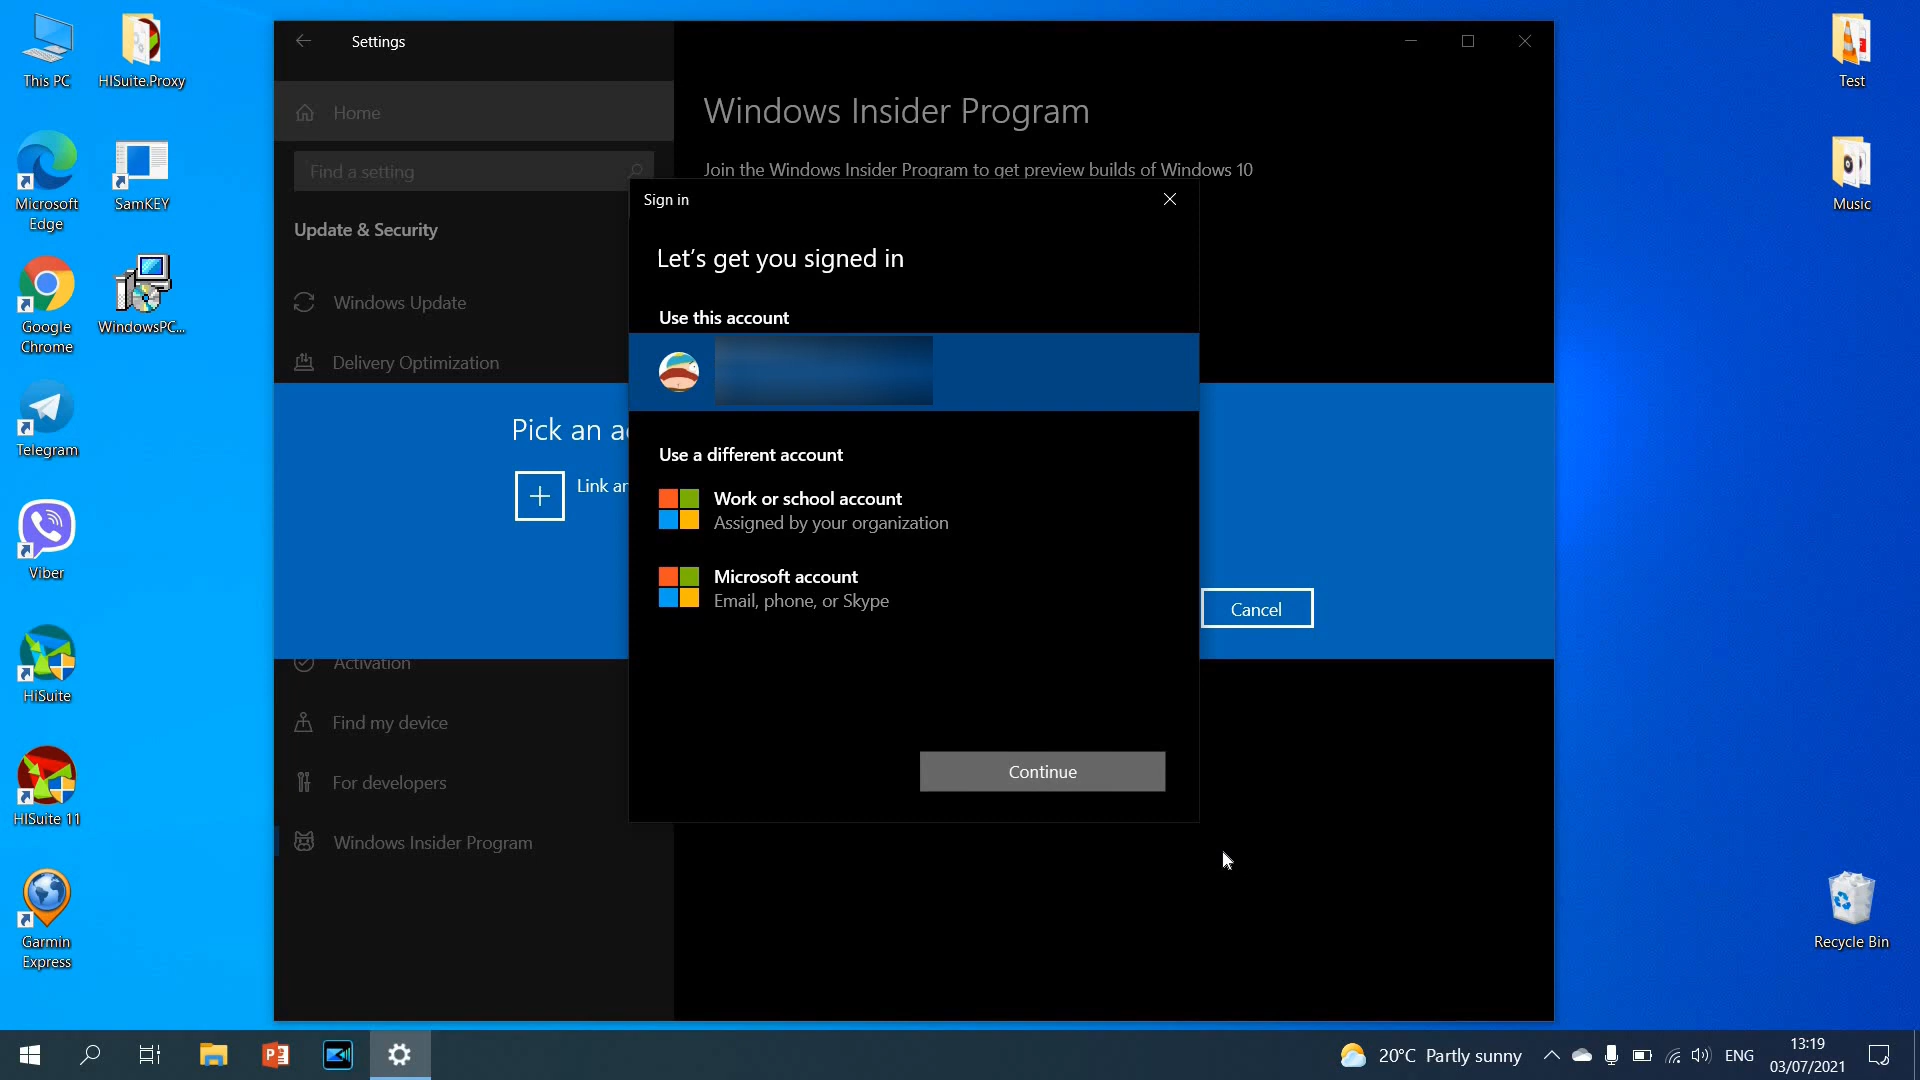 This PC
HISuite.Proxy
Microsoft
Edge
SamKEY
Google
Chrome
WindowsPC...
Telegram
Viber
HiSuite
HISuite 11
Garmin
Express
Settings
Home
Find a setting
Update & Security
Windows Update
Delivery Optimization
Activation
Find my device
For developers
Windows Insider Program
Windows Insider Program
Join the Windows Insider Program to get preview builds of Windows 10
Pick an a
Link ar
Cancel
Sign in
Let's get you signed in
Use this account
Use a different account
Work or school account
Assigned by your organization
Microsoft account
Email, phone, or Skype
Continue
Test
Music
Recycle Bin
20°C Partly sunny
ENG
13:19
03/07/2021